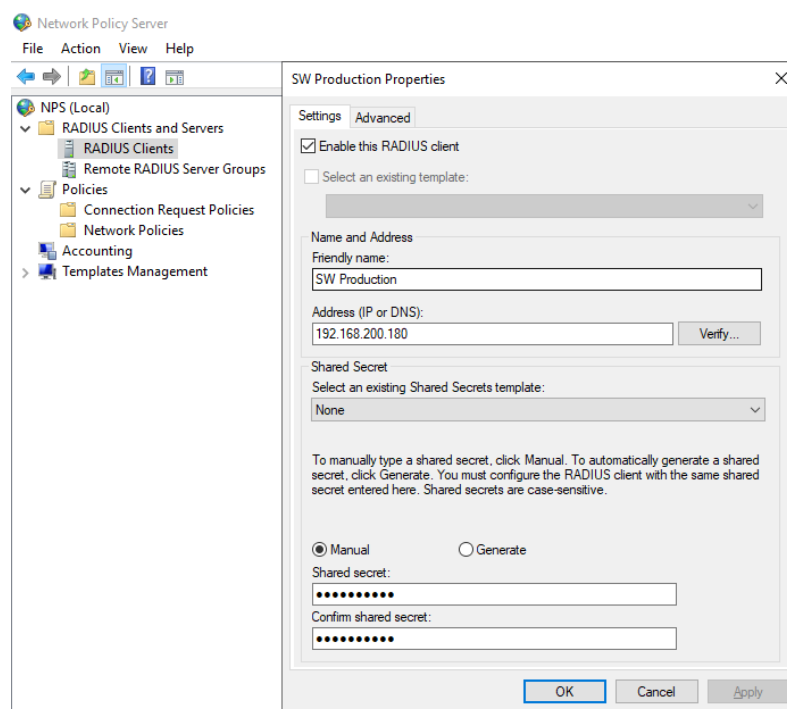 Network Policy Server
File Action View Help
NPS (Local)
RADIUS Clients and Servers
RADIUS Clients
Remote RADIUS Server Groups
Policies
Connection Request Policies
Network Policies
Accounting
Templates Management
SW Production Properties
Settings Advanced
Enable this RADIUS client
Select an existing template:
Name and Address
Friendly name:
SW Production
Address (IP or DNS):
192.168.200.180 Verify...
Shared Secret
Select an existing Shared Secrets template:
None
To manually type a shared secret, click Manual. To automatically generate a shared
secret, click Generate. You must configure the RADIUS client with the same shared
secret entered here. Shared secrets are case-sensitive.
Manual Generate
Shared secret:
●●●●●●●●●●
Confirm shared secret:
●●●●●●●●●●
OK Cancel Apply